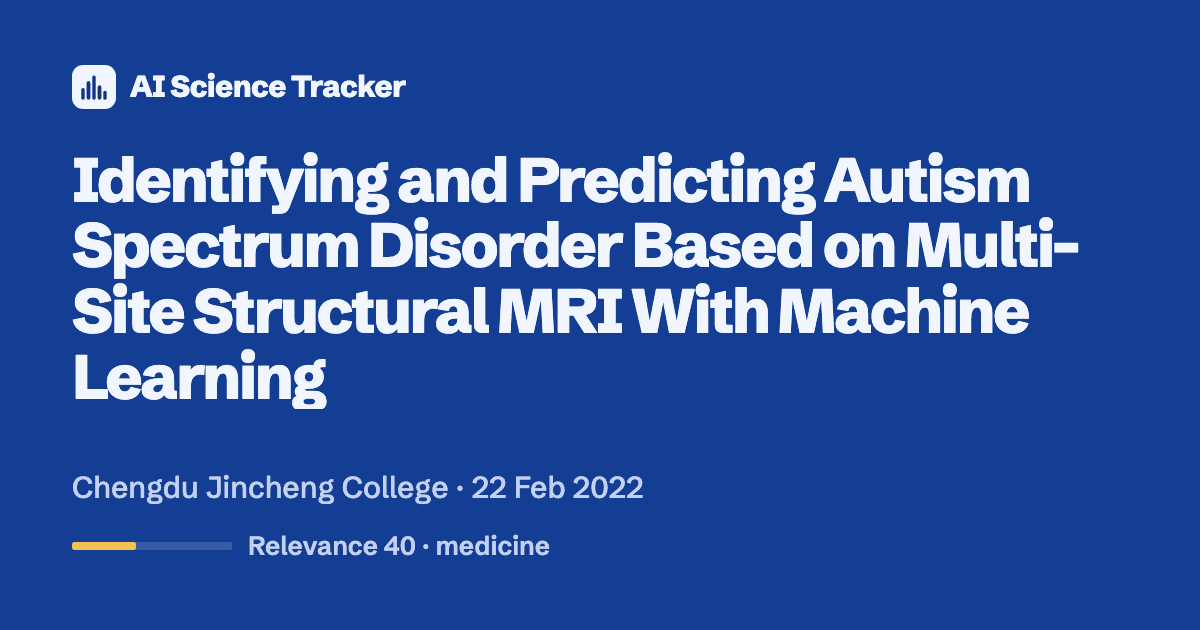 AI Science Tracker
Identifying and Predicting Autism
Spectrum Disorder Based on Multi-
Site Structural MRI With Machine
Learning
Chengdu Jincheng College · 22 Feb 2022
Relevance 40 · medicine